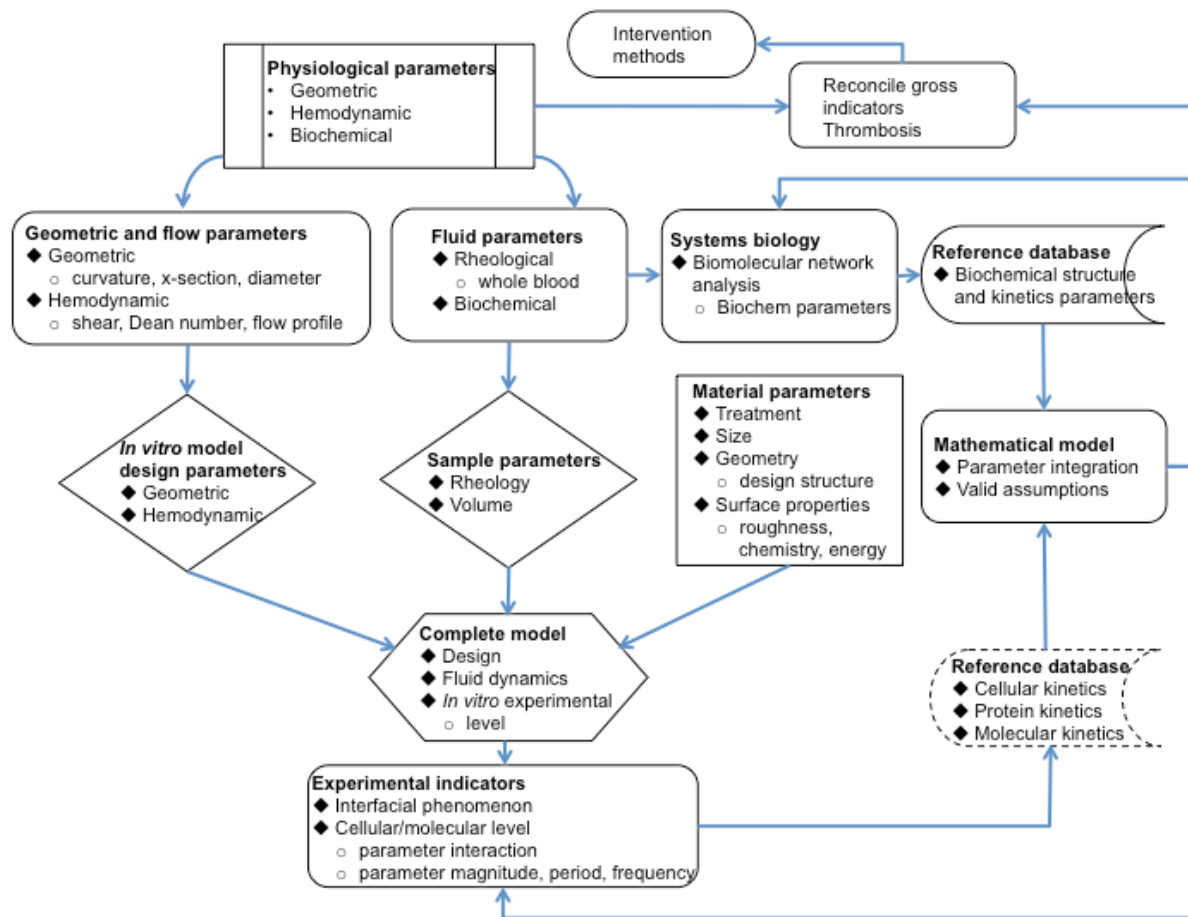 Intervention
methods
Physiological parameters
• Geometric
• Hemodynamic
• Biochemical
Reconcile gross
indicators
Thrombosis
Geometric and flow parameters
◆ Geometric
○ curvature, x-section, diameter
◆ Hemodynamic
○ shear, Dean number, flow profile
Fluid parameters
◆ Rheological
○ whole blood
◆ Biochemical
Systems biology
◆ Biomolecular network
analysis
○ Biochem parameters
Reference database
◆ Biochemical structure
and kinetics parameters
In vitro model
design parameters
◆ Geometric
◆ Hemodynamic
Sample parameters
◆ Rheology
◆ Volume
Material parameters
◆ Treatment
◆ Size
◆ Geometry
○ design structure
◆ Surface properties
○ roughness,
chemistry, energy
Mathematical model
◆ Parameter integration
◆ Valid assumptions
Complete model
◆ Design
◆ Fluid dynamics
◆ In vitro experimental
○ level
Reference database
◆ Cellular kinetics
◆ Protein kinetics
◆ Molecular kinetics
Experimental indicators
◆ Interfacial phenomenon
◆ Cellular/molecular level
○ parameter interaction
○ parameter magnitude, period, frequency